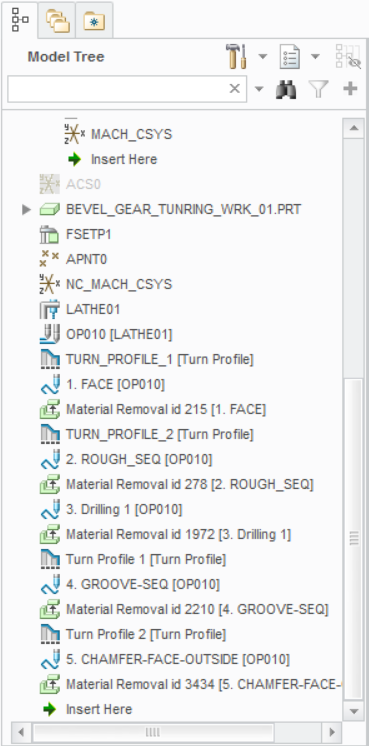 Model Tree
MACH_CSYS
Insert Here
ACS0
BEVEL_GEAR_TUNRING_WRK_01.PRT
FSETP1
APNT0
NC_MACH_CSYS
LATHE01
OP010 [LATHE01]
TURN_PROFILE_1 [Turn Profile]
1. FACE [OP010]
Material Removal id 215 [1. FACE]
TURN_PROFILE_2 [Turn Profile]
2. ROUGH_SEQ [OP010]
Material Removal id 278 [2. ROUGH_SEQ]
3. Drilling 1 [OP010]
Material Removal id 1972 [3. Drilling 1]
Turn Profile 1 [Turn Profile]
4. GROOVE-SEQ [OP010]
Material Removal id 2210 [4. GROOVE-SEQ]
Turn Profile 2 [Turn Profile]
5. CHAMFER-FACE-OUTSIDE [OP010]
Material Removal id 3434 [5. CHAMFER-FACE-
Insert Here